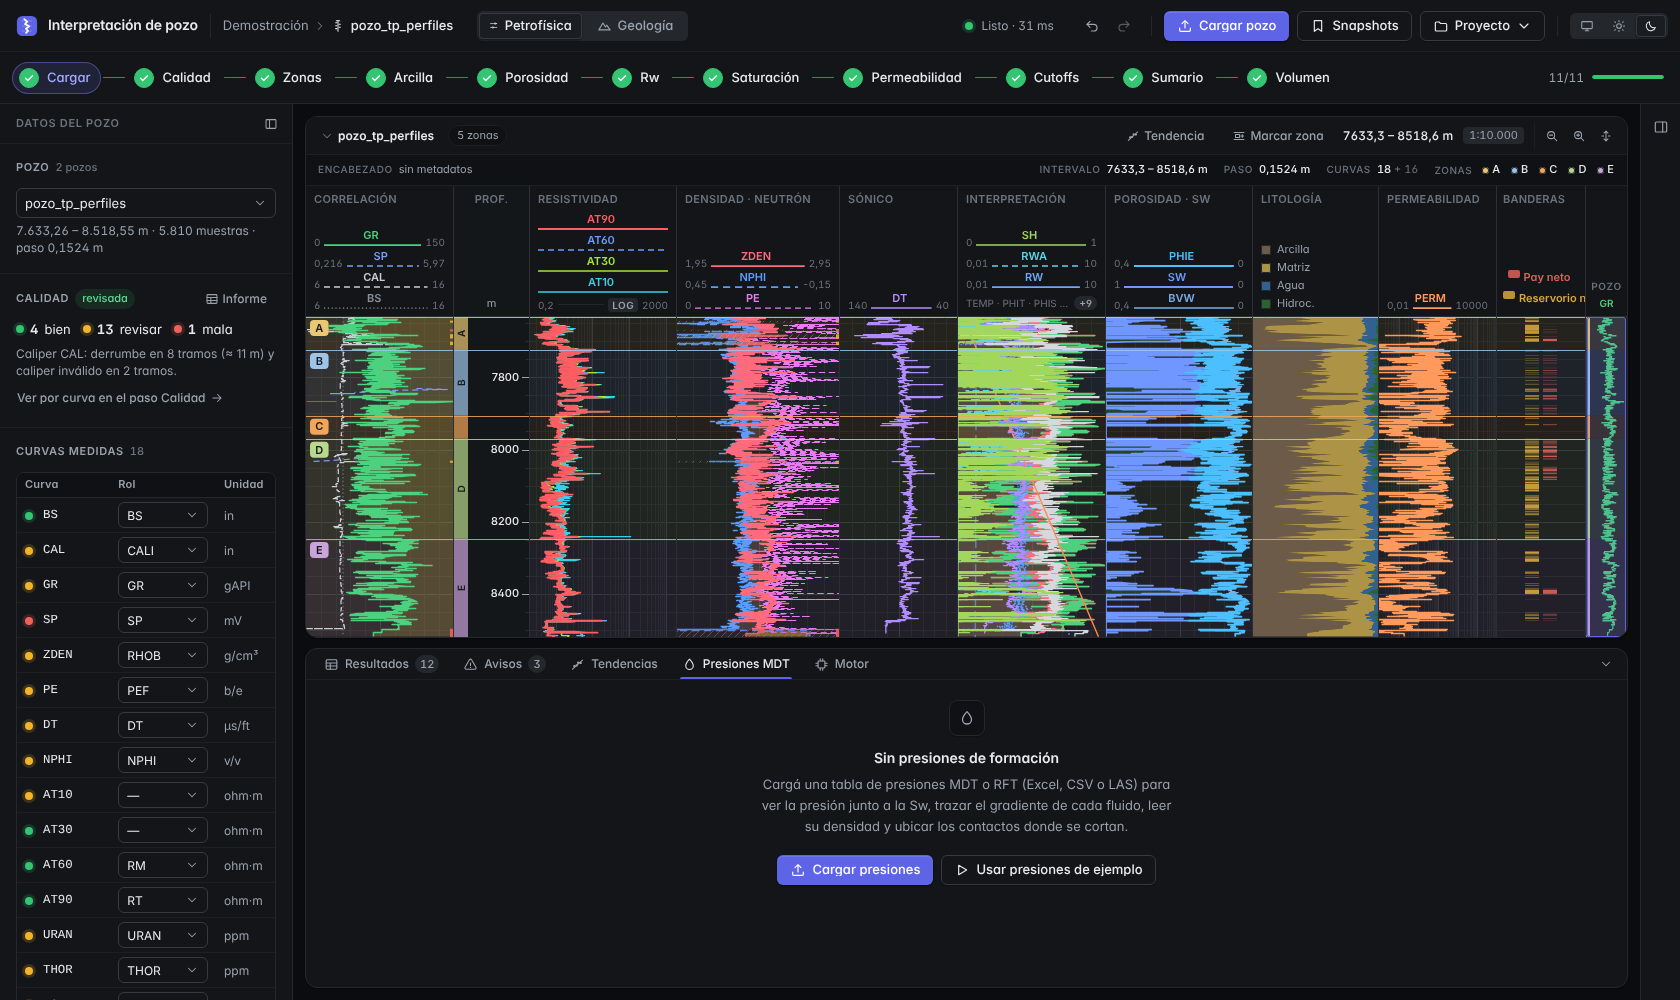 Interpretación de pozo
Demostración
pozo_tp_perfiles
Petrofísica
Geología
Listo · 31 ms
Cargar pozo
Snapshots
Proyecto
Cargar
Calidad
Zonas
Arcilla
Porosidad
Rw
Saturación
Permeabilidad
Cutoffs
Sumario
Volumen
11/11
DATOS DEL POZO
POZO 2 pozos
pozo_tp_perfiles
7.633,26 – 8.518,55 m · 5.810 muestras ·
paso 0,1524 m
CALIDAD revisada
Informe
4 bien 13 revisar 1 mala
Caliper CAL: derrumbe en 8 tramos (≈ 11 m) y
caliper inválido en 2 tramos.
Ver por curva en el paso Calidad →
CURVAS MEDIDAS 18
Curva Rol Unidad
BS BS in
CAL CALI in
GR GR gAPI
SP SP mV
ZDEN RHOB g/cm³
PE PEF b/e
DT DT µs/ft
NPHI NPHI v/v
AT10 — ohm·m
AT30 — ohm·m
AT60 RM ohm·m
AT90 RT ohm·m
URAN URAN ppm
THOR THOR ppm
pozo_tp_perfiles
5 zonas
Tendencia
Marcar zona
7633,3 – 8518,6 m
1:10.000
ENCABEZADO sin metadatos
INTERVALO 7633,3 – 8518,6 m PASO 0,1524 m CURVAS 18 + 16 ZONAS A B C D E
CORRELACIÓN
0 GR 150
0,216 SP 5,97
6 CAL 16
6 BS 16
PROF.
m
RESISTIVIDAD
AT90
AT60
AT30
AT10
0,2 LOG 2000
DENSIDAD · NEUTRÓN
1,95 ZDEN 2,95
0,45 NPHI -0,15
0 PE 10
SÓNICO
140 DT 40
INTERPRETACIÓN
0 SH 1
0,01 RWA 10
0,01 RW 10
TEMP · PHIT · PHIS ... +9
POROSIDAD · SW
0,4 PHIE 0
1 SW 0
0,4 BVW 0
LITOLOGÍA
Arcilla
Matriz
Agua
Hidroc.
PERMEABILIDAD
0,01 PERM 10000
BANDERAS
Pay neto
Reservorio n
POZO
GR
A
B
C
D
E
A
B
D
E
7800
8000
8200
8400
Resultados 12
Avisos 3
Tendencias
Presiones MDT
Motor
Sin presiones de formación
Cargá una tabla de presiones MDT o RFT (Excel, CSV o LAS) para
ver la presión junto a la Sw, trazar el gradiente de cada fluido, leer
su densidad y ubicar los contactos donde se cortan.
Cargar presiones
Usar presiones de ejemplo